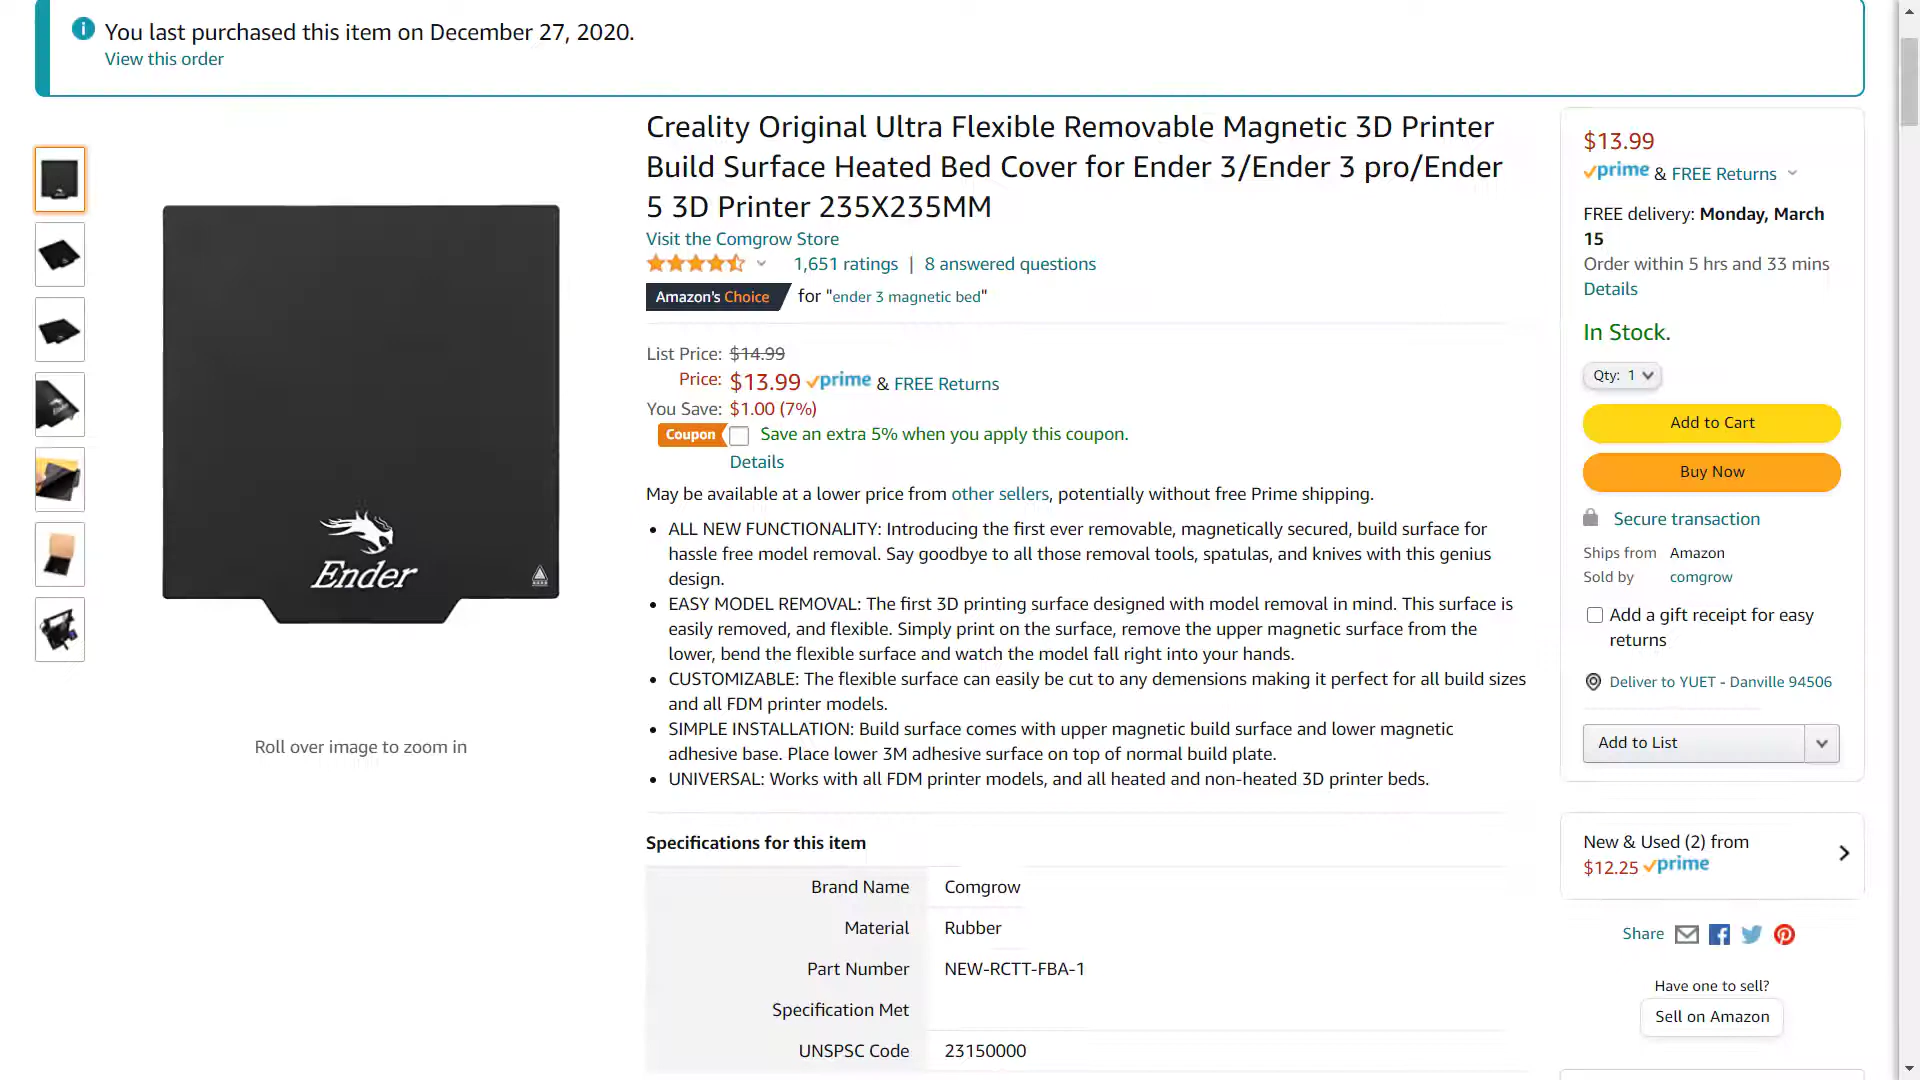 You last purchased this item on December 27, 2020.
View this order
Creality Original Ultra Flexible Removable Magnetic 3D Printer
Build Surface Heated Bed Cover for Ender 3/Ender 3 pro/Ender
5 3D Printer 235X235MM
Visit the Comgrow Store
1,651 ratings | 8 answered questions
Amazon's Choice for "ender 3 magnetic bed"
List Price: $14.99
Price: $13.99 prime & FREE Returns
You Save: $1.00 (7%)
Coupon Save an extra 5% when you apply this coupon.
Details
May be available at a lower price from other sellers, potentially without free Prime shipping.
• ALL NEW FUNCTIONALITY: Introducing the first ever removable, magnetically secured, build surface for
hassle free model removal. Say goodbye to all those removal tools, spatulas, and knives with this genius
design.
• EASY MODEL REMOVAL: The first 3D printing surface designed with model removal in mind. This surface is
easily removed, and flexible. Simply print on the surface, remove the upper magnetic surface from the
lower, bend the flexible surface and watch the model fall right into your hands.
• CUSTOMIZABLE: The flexible surface can easily be cut to any demensions making it perfect for all build sizes
and all FDM printer models.
• SIMPLE INSTALLATION: Build surface comes with upper magnetic build surface and lower magnetic
adhesive base. Place lower 3M adhesive surface on top of normal build plate.
• UNIVERSAL: Works with all FDM printer models, and all heated and non-heated 3D printer beds.
Specifications for this item
Brand Name Comgrow
Material Rubber
Part Number NEW-RCTT-FBA-1
Specification Met
UNSPSC Code 23150000
Ender
Roll over image to zoom in
$13.99
prime & FREE Returns
FREE delivery: Monday, March
15
Order within 5 hrs and 33 mins
Details
In Stock.
Qty: 1
Add to Cart
Buy Now
Secure transaction
Ships from Amazon
Sold by comgrow
Add a gift receipt for easy
returns
Deliver to YUET - Danville 94506
Add to List
New & Used (2) from
$12.25 prime
Share
Have one to sell?
Sell on Amazon